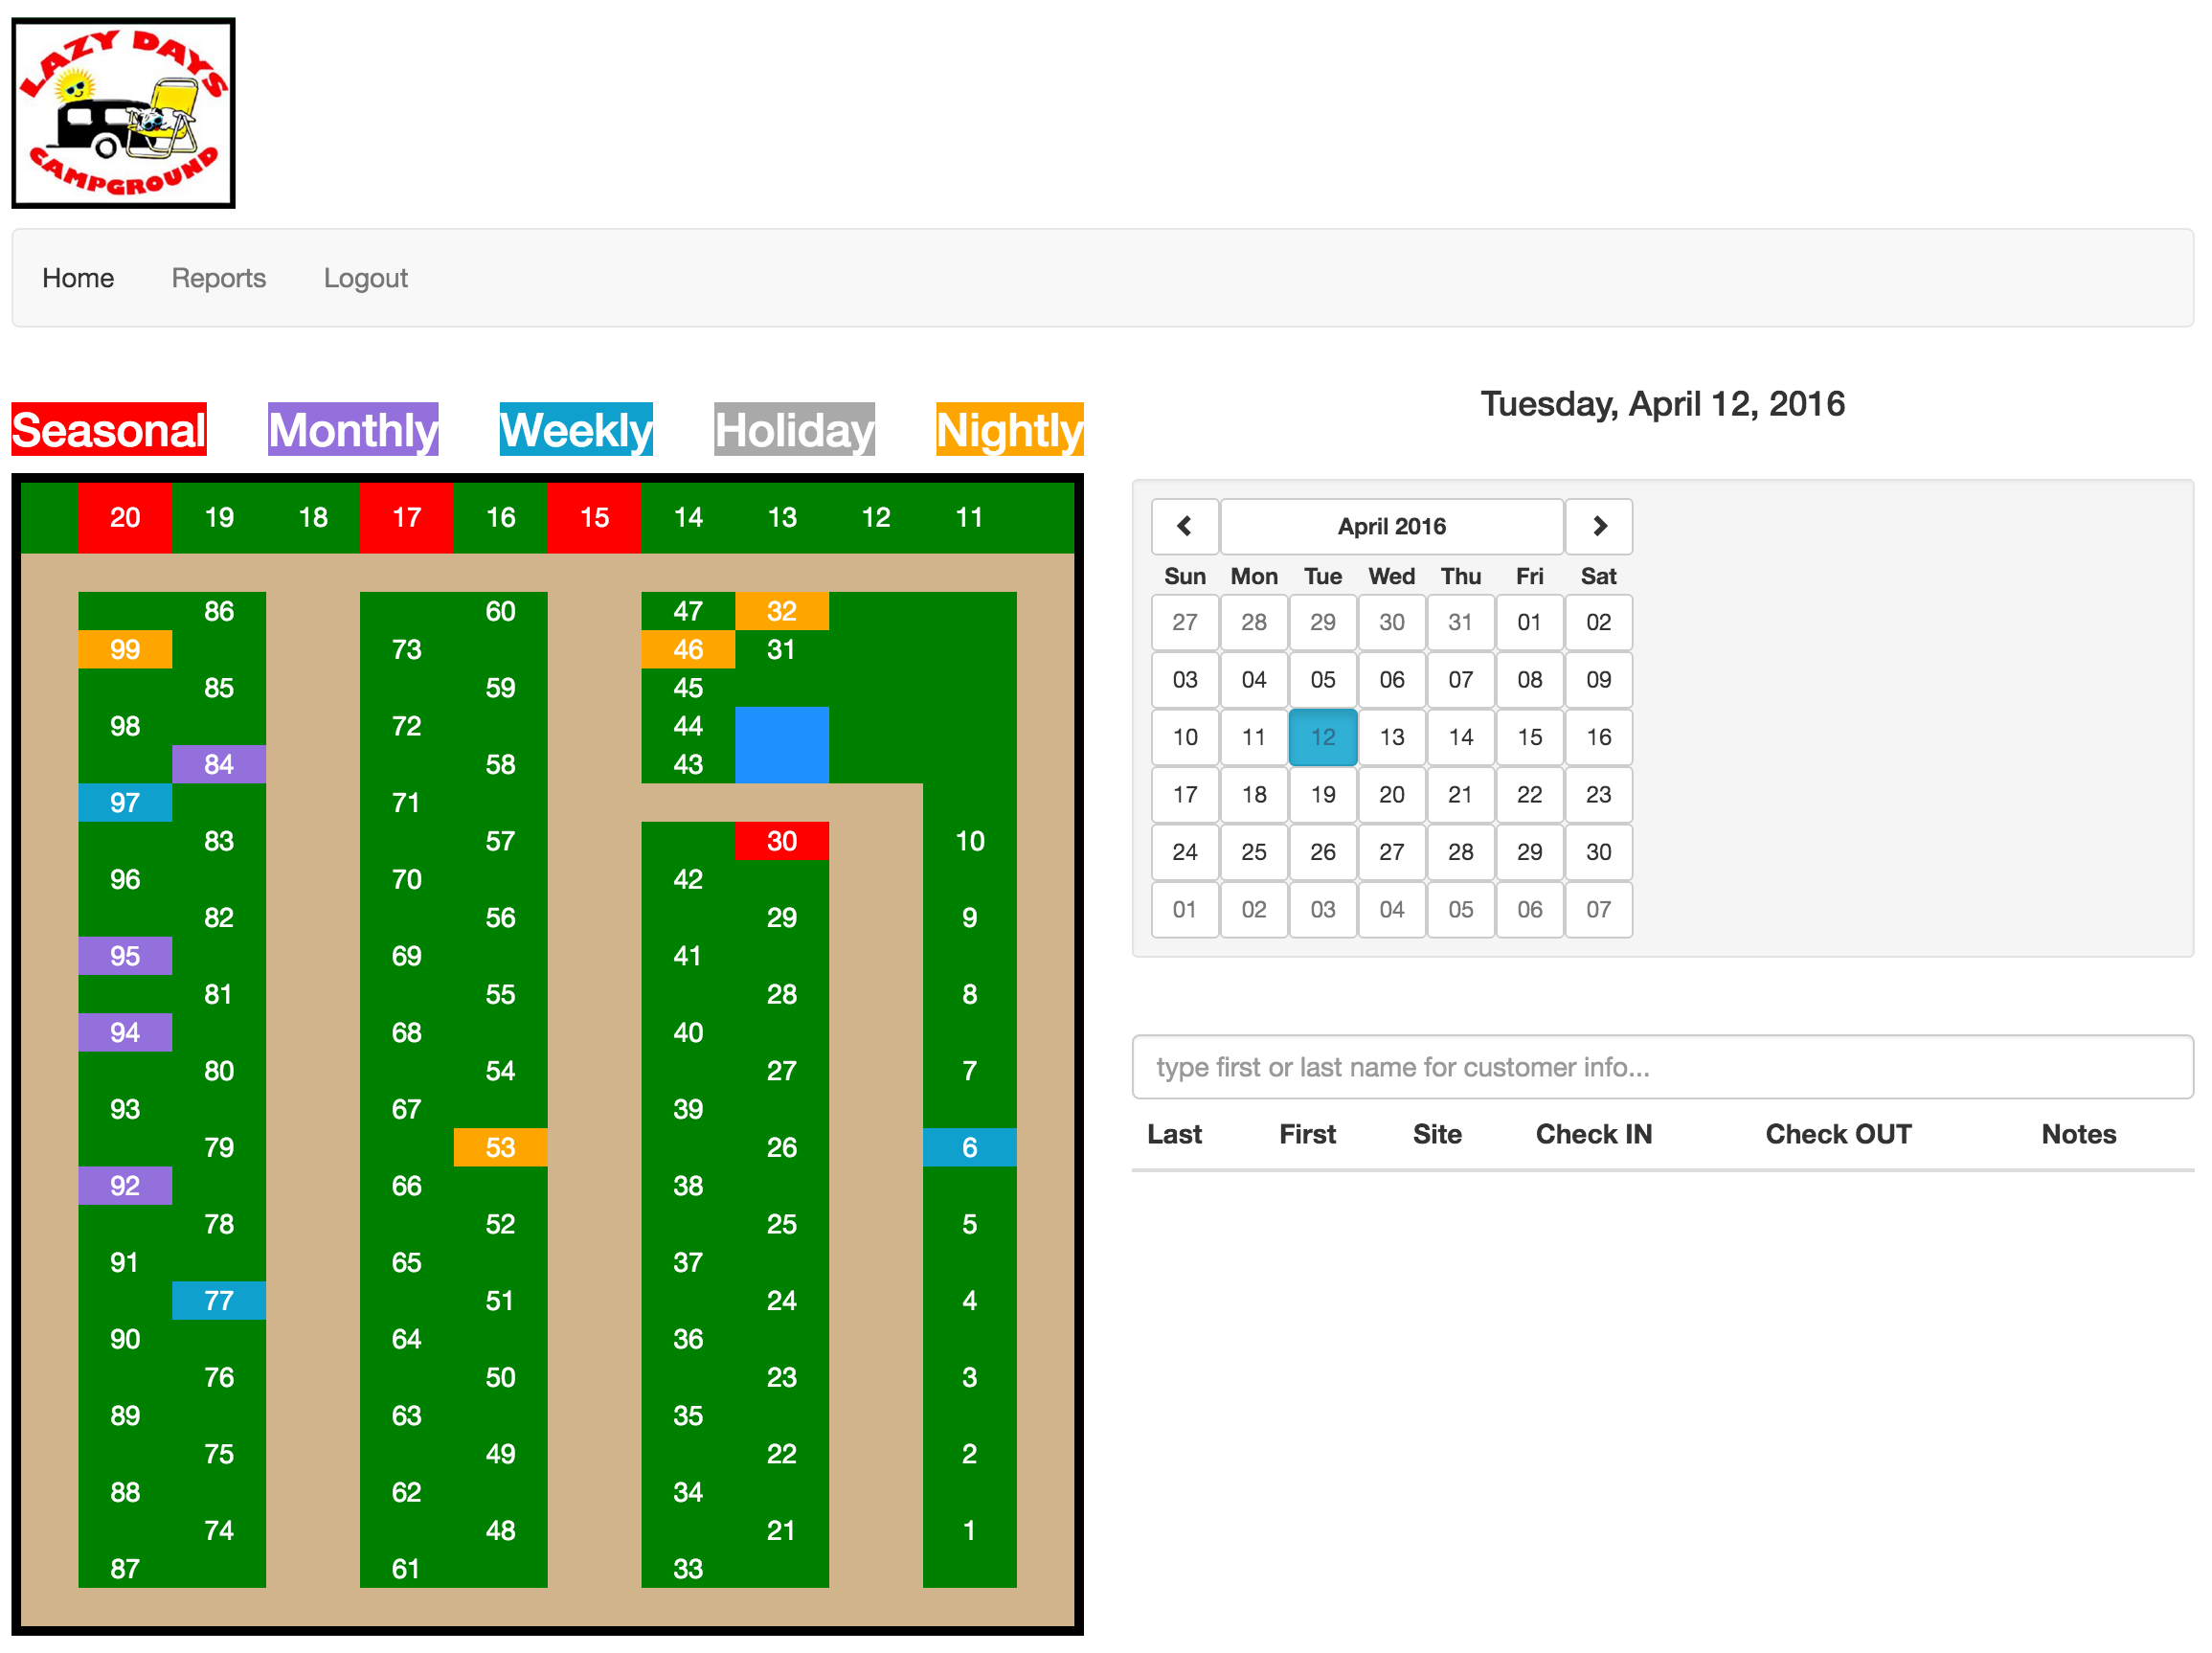 LAZY DAYS
CAMPGROUND
Home Reports Logout
Tuesday, April 12, 2016
Seasonal Monthly Weekly Holiday Nightly
20 19 18 17 16 15 14 13 12 11
86 60 47 32
99 73 46 31
85 59 45
98 72 44
84 58 43
97 71
83 57 30 10
96 70 42
82 56 29 9
95 69 41
81 55 28 8
94 68 40
80 54 27 7
93 67 39
79 53 26 6
92 66 38
78 52 25 5
91 65 37
77 51 24 4
90 64 36
76 50 23 3
89 63 35
75 49 22 2
88 62 34
74 48 21 1
87 61 33
April 2016
Sun Mon Tue Wed Thu Fri Sat
27 28 29 30 31 01 02
03 04 05 06 07 08 09
10 11 12 13 14 15 16
17 18 19 20 21 22 23
24 25 26 27 28 29 30
01 02 03 04 05 06 07
type first or last name for customer info...
Last First Site Check IN Check OUT Notes